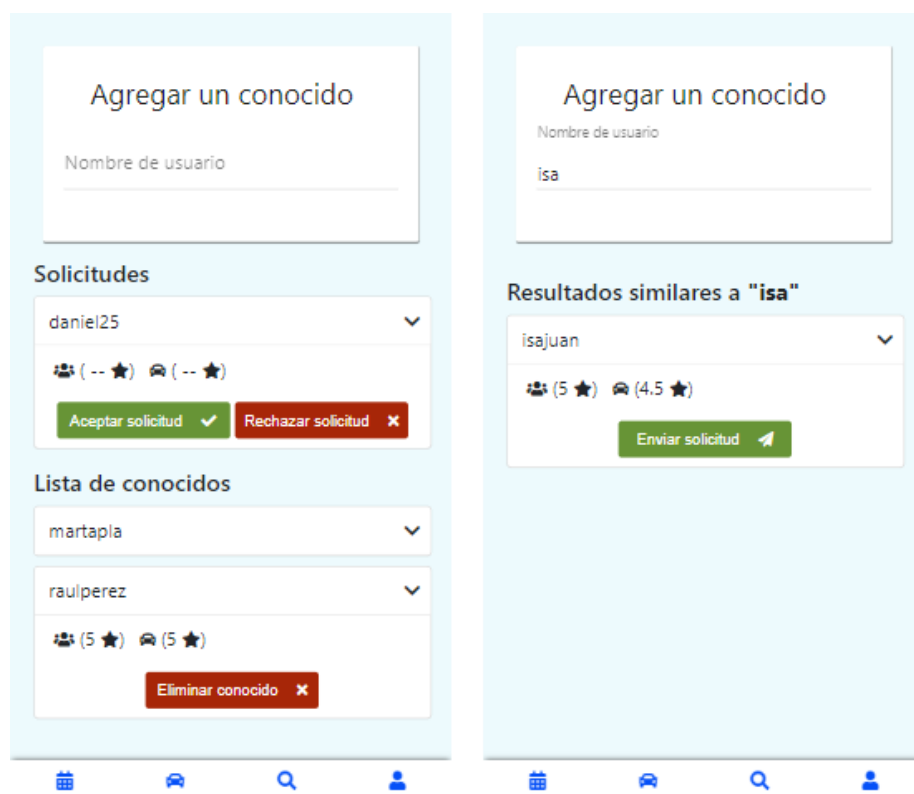 Agregar un conocido
Nombre de usuario
Solicitudes
daniel25
( -- ★) ( -- ★)
Aceptar solicitud
Rechazar solicitud
Lista de conocidos
martapla
raulperez
(5 ★) (5 ★)
Eliminar conocido
Agregar un conocido
Nombre de usuario
isa
Resultados similares a "isa"
isajuan
(5 ★) (4.5 ★)
Enviar solicitud